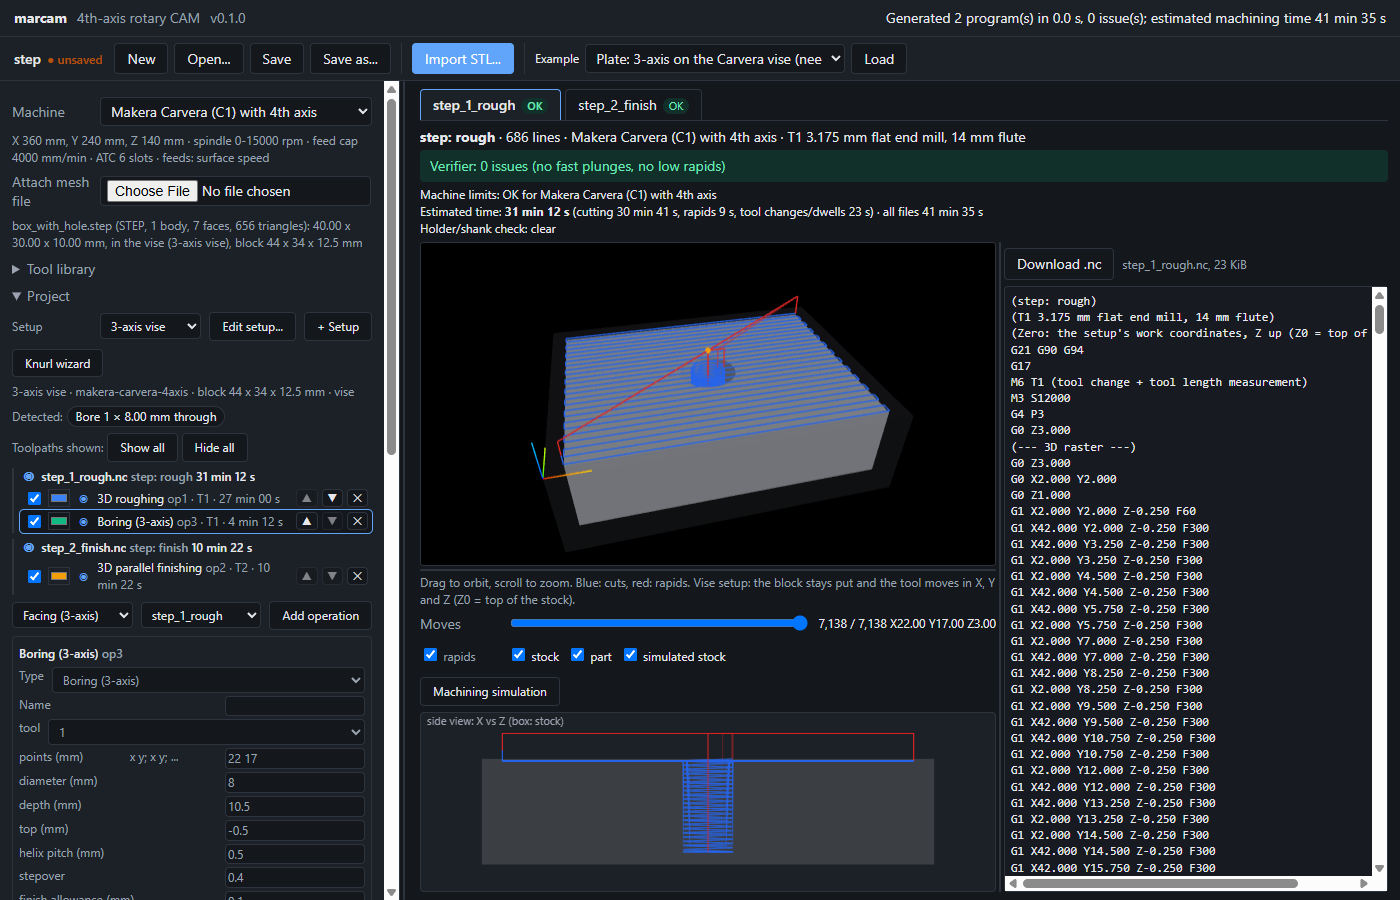 marcam 4th-axis rotary CAM v0.1.0
Generated 2 program(s) in 0.0 s, 0 issue(s); estimated machining time 41 min 35 s
step • unsaved New Open... Save Save as... Import STL... Example Plate: 3-axis on the Carvera vise (nee Load
Machine Makera Carvera (C1) with 4th axis
X 360 mm, Y 240 mm, Z 140 mm · spindle 0-15000 rpm · feed cap
4000 mm/min · ATC 6 slots · feeds: surface speed
Attach mesh file Choose File No file chosen
box_with_hole.step (STEP, 1 body, 7 faces, 656 triangles): 40.00 x
30.00 x 10.00 mm, in the vise (3-axis vise), block 44 x 34 x 12.5 mm
Tool library
Project
Setup 3-axis vise Edit setup... + Setup
Knurl wizard
3-axis vise · makera-carvera-4axis · block 44 x 34 x 12.5 mm · vise
Detected: Bore 1 × 8.00 mm through
Toolpaths shown: Show all Hide all
step_1_rough.nc step: rough 31 min 12 s
3D roughing op1 · T1 · 27 min 00 s
Boring (3-axis) op3 · T1 · 4 min 12 s
step_2_finish.nc step: finish 10 min 22 s
3D parallel finishing op2 · T2 · 10
min 22 s
Facing (3-axis) step_1_rough Add operation
Boring (3-axis) op3
Type Boring (3-axis)
Name
tool 1
points (mm) x y; x y; ... 22 17
diameter (mm) 8
depth (mm) 10.5
top (mm) -0.5
helix pitch (mm) 0.5
stepover 0.4
finish allowance (mm) 0.1
step_1_rough OK step_2_finish OK
step: rough · 686 lines · Makera Carvera (C1) with 4th axis · T1 3.175 mm flat end mill, 14 mm flute
Verifier: 0 issues (no fast plunges, no low rapids)
Machine limits: OK for Makera Carvera (C1) with 4th axis
Estimated time: 31 min 12 s (cutting 30 min 41 s, rapids 9 s, tool changes/dwells 23 s) · all files 41 min 35 s
Holder/shank check: clear
Drag to orbit, scroll to zoom. Blue: cuts, red: rapids. Vise setup: the block stays put and the tool moves in X, Y
and Z (Z0 = top of the stock).
Moves 7,138 / 7,138 X22.00 Y17.00 Z3.00
rapids stock part simulated stock
Machining simulation
side view: X vs Z (box: stock)
Download .nc step_1_rough.nc, 23 KiB
(step: rough)
(T1 3.175 mm flat end mill, 14 mm flute)
(Zero: the setup's work coordinates, Z up (Z0 = top of
G21 G90 G94
G17
M6 T1 (tool change + tool length measurement)
M3 S12000
G4 P3
G0 Z3.000
(--- 3D raster ---)
G0 Z3.000
G0 X2.000 Y2.000
G0 Z1.000
G1 X2.000 Y2.000 Z-0.250 F60
G1 X42.000 Y2.000 Z-0.250 F300
G1 X42.000 Y3.250 Z-0.250 F300
G1 X2.000 Y3.250 Z-0.250 F300
G1 X2.000 Y4.500 Z-0.250 F300
G1 X42.000 Y4.500 Z-0.250 F300
G1 X42.000 Y5.750 Z-0.250 F300
G1 X2.000 Y5.750 Z-0.250 F300
G1 X2.000 Y7.000 Z-0.250 F300
G1 X42.000 Y7.000 Z-0.250 F300
G1 X42.000 Y8.250 Z-0.250 F300
G1 X2.000 Y8.250 Z-0.250 F300
G1 X2.000 Y9.500 Z-0.250 F300
G1 X42.000 Y9.500 Z-0.250 F300
G1 X42.000 Y10.750 Z-0.250 F300
G1 X2.000 Y10.750 Z-0.250 F300
G1 X2.000 Y12.000 Z-0.250 F300
G1 X42.000 Y12.000 Z-0.250 F300
G1 X42.000 Y13.250 Z-0.250 F300
G1 X2.000 Y13.250 Z-0.250 F300
G1 X2.000 Y14.500 Z-0.250 F300
G1 X42.000 Y14.500 Z-0.250 F300
G1 X42.000 Y15.750 Z-0.250 F300